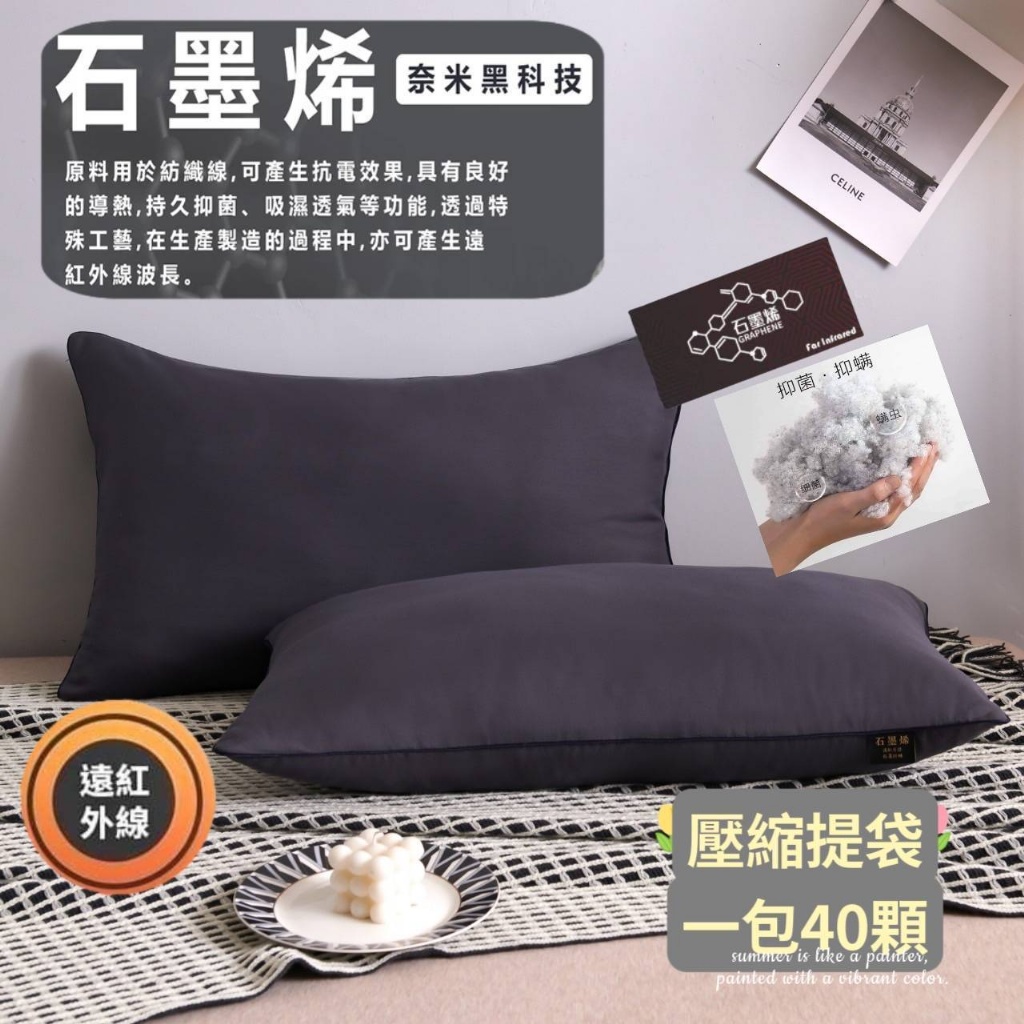 石墨烯
奈米黑科技
原料用於紡織線,可產生抗電效果,具有良好
的導熱,持久抑菌、吸濕透氣等功能,透過特
殊工藝,在生產製造的過程中,亦可產生遠
紅外線波長。
CELINE
石墨烯
GRAPHENE
Far Infrared
抑菌·抑螨
螨虫
细菌
石墨烯
遠紅
外線
壓縮提袋
一包40顆
summer is like a painter,
painted with a vibrant color.